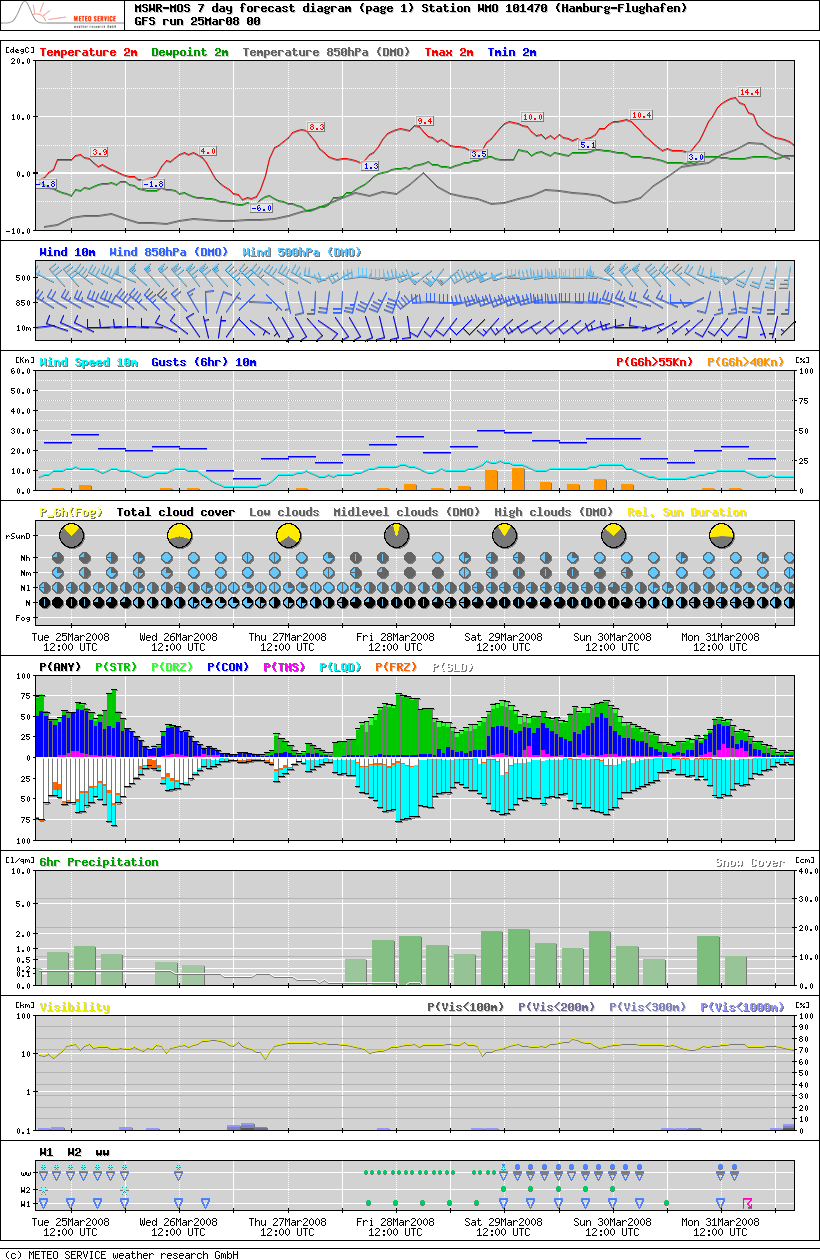 METEO SERVICE
weather research GmbH
MSWR-MOS 7 day forecast diagram (page 1) Station WMO 101470 (Hamburg-Flughafen)
GFS run 25Mar08 00
[degC] Temperature 2m Dewpoint 2m Temperature 850hPa (DMO) Tmax 2m Tmin 2m
20.0
14.4
10.0 3.9 4.0 8.3 9.4 10.0 10.4
5.1
3.5 3.0
1.3
0.0
-1.8 -1.8
-6.0
-10.0
Wind 10m Wind 850hPa (DMO) Wind 500hPa (DMO)
500
850
10m
[Kn] Wind Speed 10m Gusts (6hr) 10m P(G6h>55Kn) P(G6h>40Kn) [%]
60.0 100
50.0
40.0 75
30.0 50
20.0
10.0 25
0.0 0
P_6h(Fog) Total cloud cover Low clouds Midlevel clouds (DMO) High clouds (DMO) Rel. Sun Duration
rSunD
Nh
Nm
Nl
N
Fog
Tue 25Mar2008 Wed 26Mar2008 Thu 27Mar2008 Fri 28Mar2008 Sat 29Mar2008 Sun 30Mar2008 Mon 31Mar2008
12:00 UTC 12:00 UTC 12:00 UTC 12:00 UTC 12:00 UTC 12:00 UTC 12:00 UTC
P(ANY) P(STR) P(DRZ) P(CON) P(THS) P(LQD) P(FRZ) P(SLD)
100
75
50
25
0
25
50
75
100
[l/qm] 6hr Precipitation Snow Cover [cm]
10.0 40.0
30.0
5.0
20.0
2.0
1.0
0.5 10.0
0.2
0.1
0.0 0.0
[km] Visibility P(Vis<100m) P(Vis<200m) P(Vis<300m) P(Vis<1000m) [%]
100 100
90
80
10 70
60
50
40
1 30
20
10
0.1 0
W1 W2 ww
ww
W2
W1
Tue 25Mar2008 Wed 26Mar2008 Thu 27Mar2008 Fri 28Mar2008 Sat 29Mar2008 Sun 30Mar2008 Mon 31Mar2008
12:00 UTC 12:00 UTC 12:00 UTC 12:00 UTC 12:00 UTC 12:00 UTC 12:00 UTC
(c) METEO SERVICE weather research GmbH